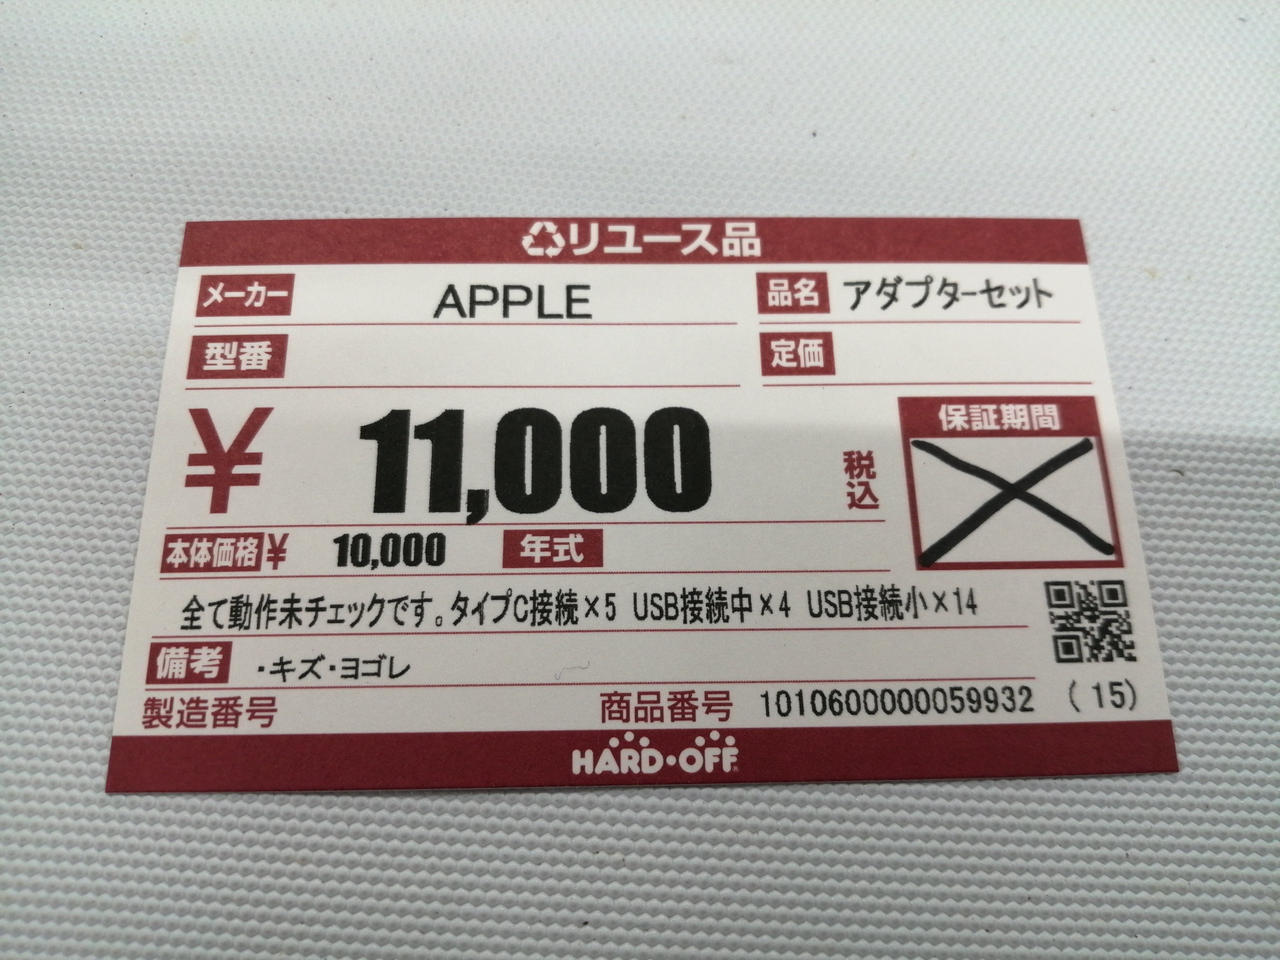 リユース品
メーカー APPLE 品名 アダプターセット
型番 定価
¥ 11,000 税込 保証期間
本体価格¥ 10,000 年式
全て動作未チェックです。タイプC接続×5 USB接続中×4 USB接続小×14
備考 ・キズ・ヨゴレ
製造番号 商品番号 1010600000059932 (15)
HARD・OFF